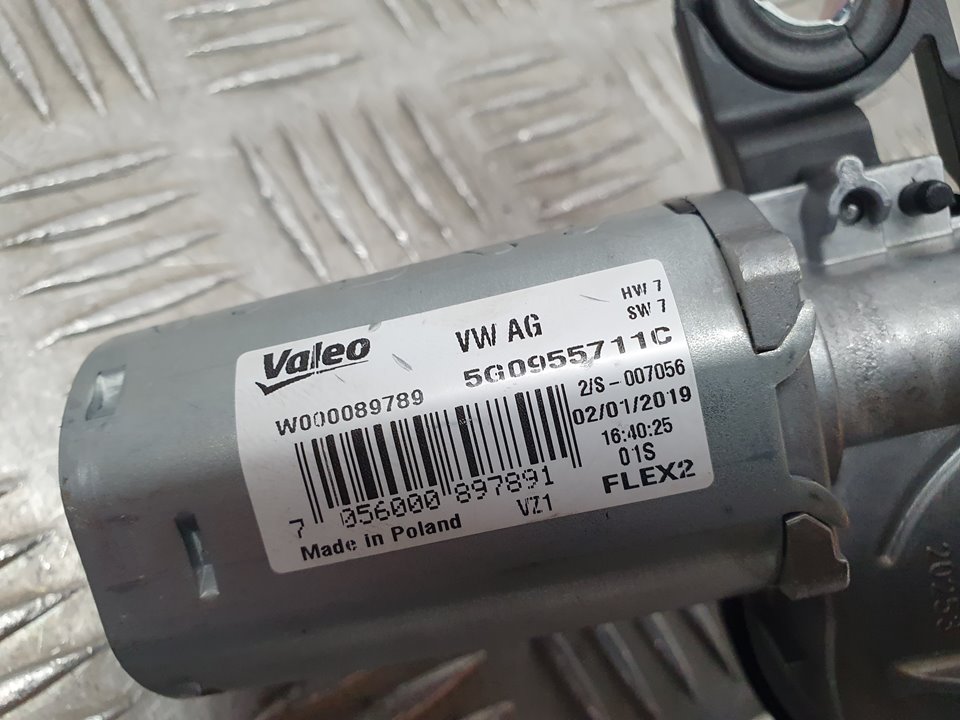 Valeo
VW AG
HW 7
SW 7
W000089789
5G0955711C
2/S - 007056
02/01/2019
16:40:25
01S
FLEX2
7 056000 897891
VZ1
Made in Poland